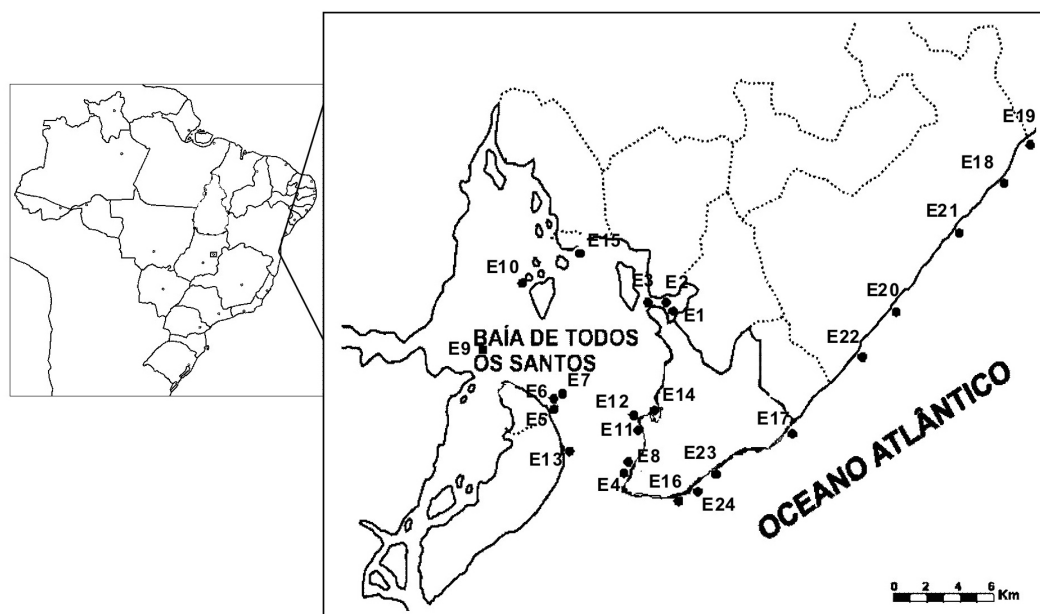 E19
E18
E21
E15
E10
E3
E2
E1
E20
BAÍA DE TODOS
OS SANTOS
E9
E22
E7
E6
E5
E12
E14
E11
E17
E13
E8
E23
E4
E16
E24
OCEANO ATLÂNTICO
0 2 4 6 Km